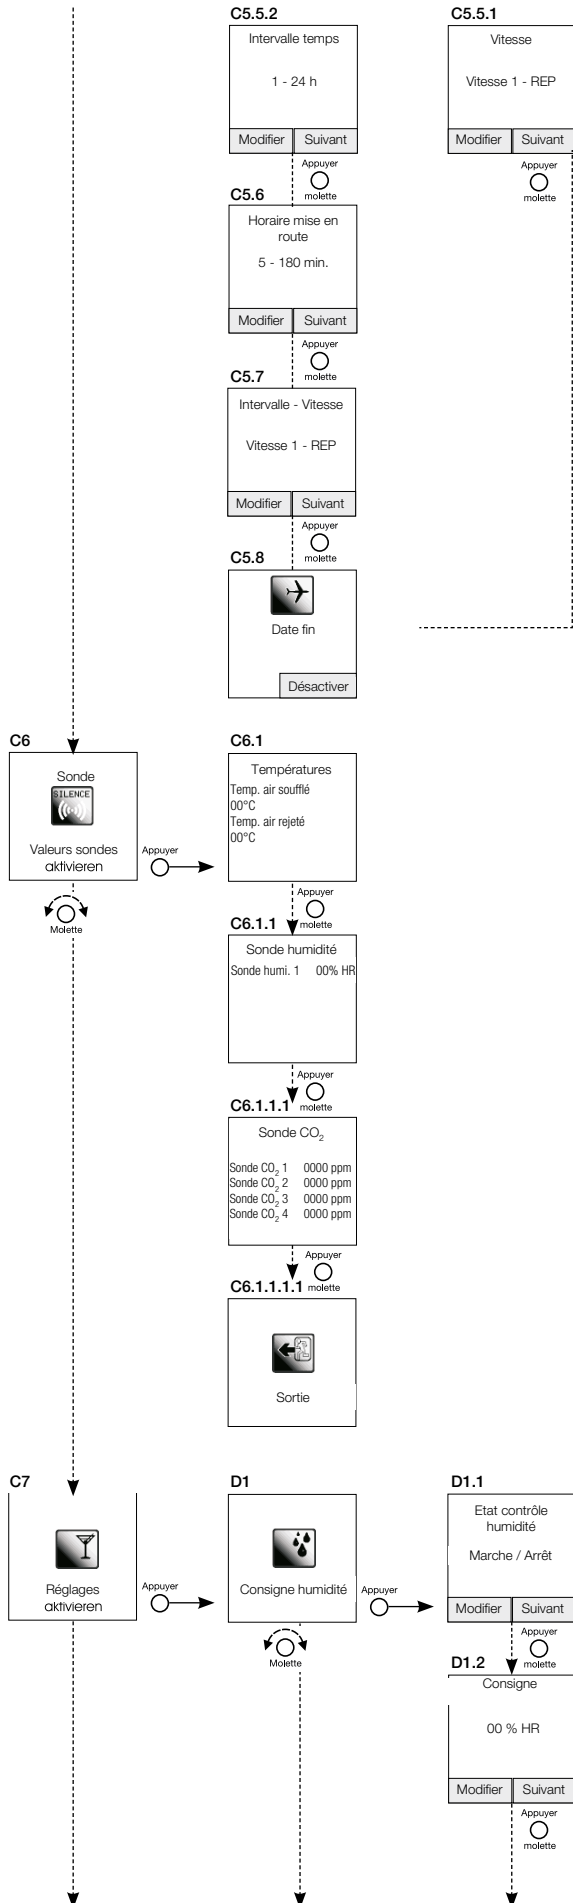 C5.5.2
Intervalle temps
1 - 24 h
Modifier Suivant
Appuyer
molette
C5.5.1
Vitesse
Vitesse 1 - REP
Modifier Suivant
Appuyer
molette
C5.6
Horaire mise en
route
5 - 180 min.
Modifier Suivant
Appuyer
molette
C5.7
Intervalle - Vitesse
Vitesse 1 - REP
Modifier Suivant
Appuyer
molette
C5.8
Date fin
Désactiver
C6
Sonde
SILENCE
Valeurs sondes
aktivieren
Appuyer
Molette
C6.1
Températures
Temp. air soufflé
00°C
Temp. air rejeté
00°C
Appuyer
molette
C6.1.1
Sonde humidité
Sonde humi. 1 00% HR
Appuyer
molette
C6.1.1.1
Sonde CO₂
Sonde CO₂ 1 0000 ppm
Sonde CO₂ 2 0000 ppm
Sonde CO₂ 3 0000 ppm
Sonde CO₂ 4 0000 ppm
Appuyer
molette
C6.1.1.1.1
Sortie
C7
Réglages
aktivieren
Appuyer
D1
Consigne humidité
Appuyer
Molette
D1.1
Etat contrôle
humidité
Marche / Arrêt
Modifier Suivant
Appuyer
molette
D1.2
Consigne
00 % HR
Modifier Suivant
Appuyer
molette